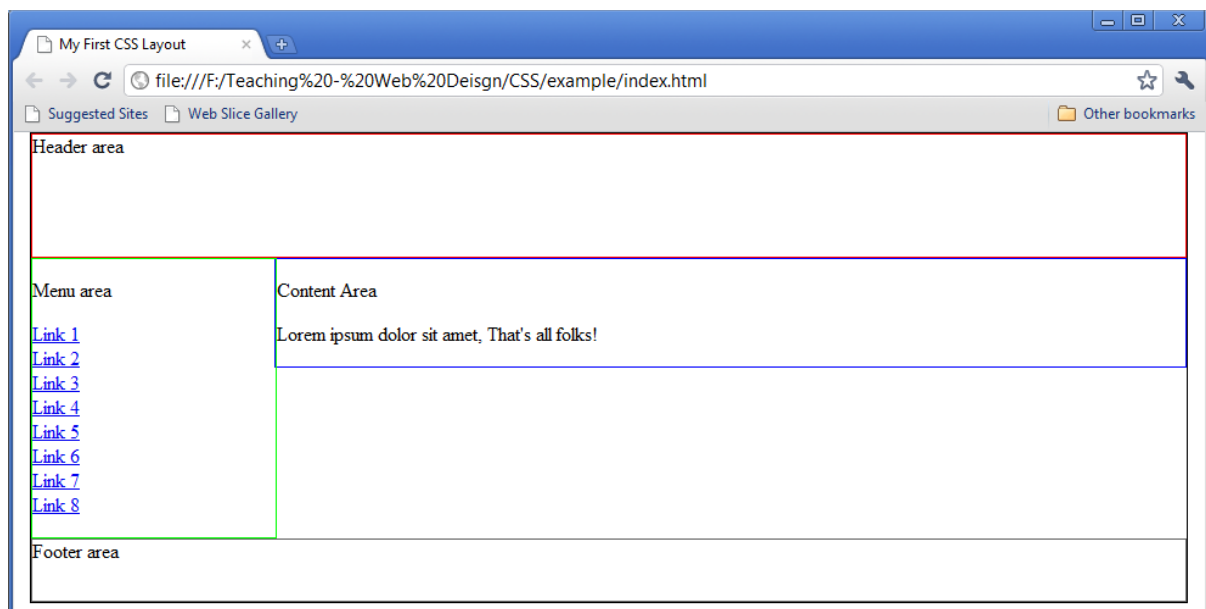 My First CSS Layout
file:///F:/Teaching%20-%20Web%20Deisgn/CSS/example/index.html
Suggested Sites Web Slice Gallery Other bookmarks
Header area
Menu area
Link 1
Link 2
Link 3
Link 4
Link 5
Link 6
Link 7
Link 8
Content Area
Lorem ipsum dolor sit amet, That's all folks!
Footer area